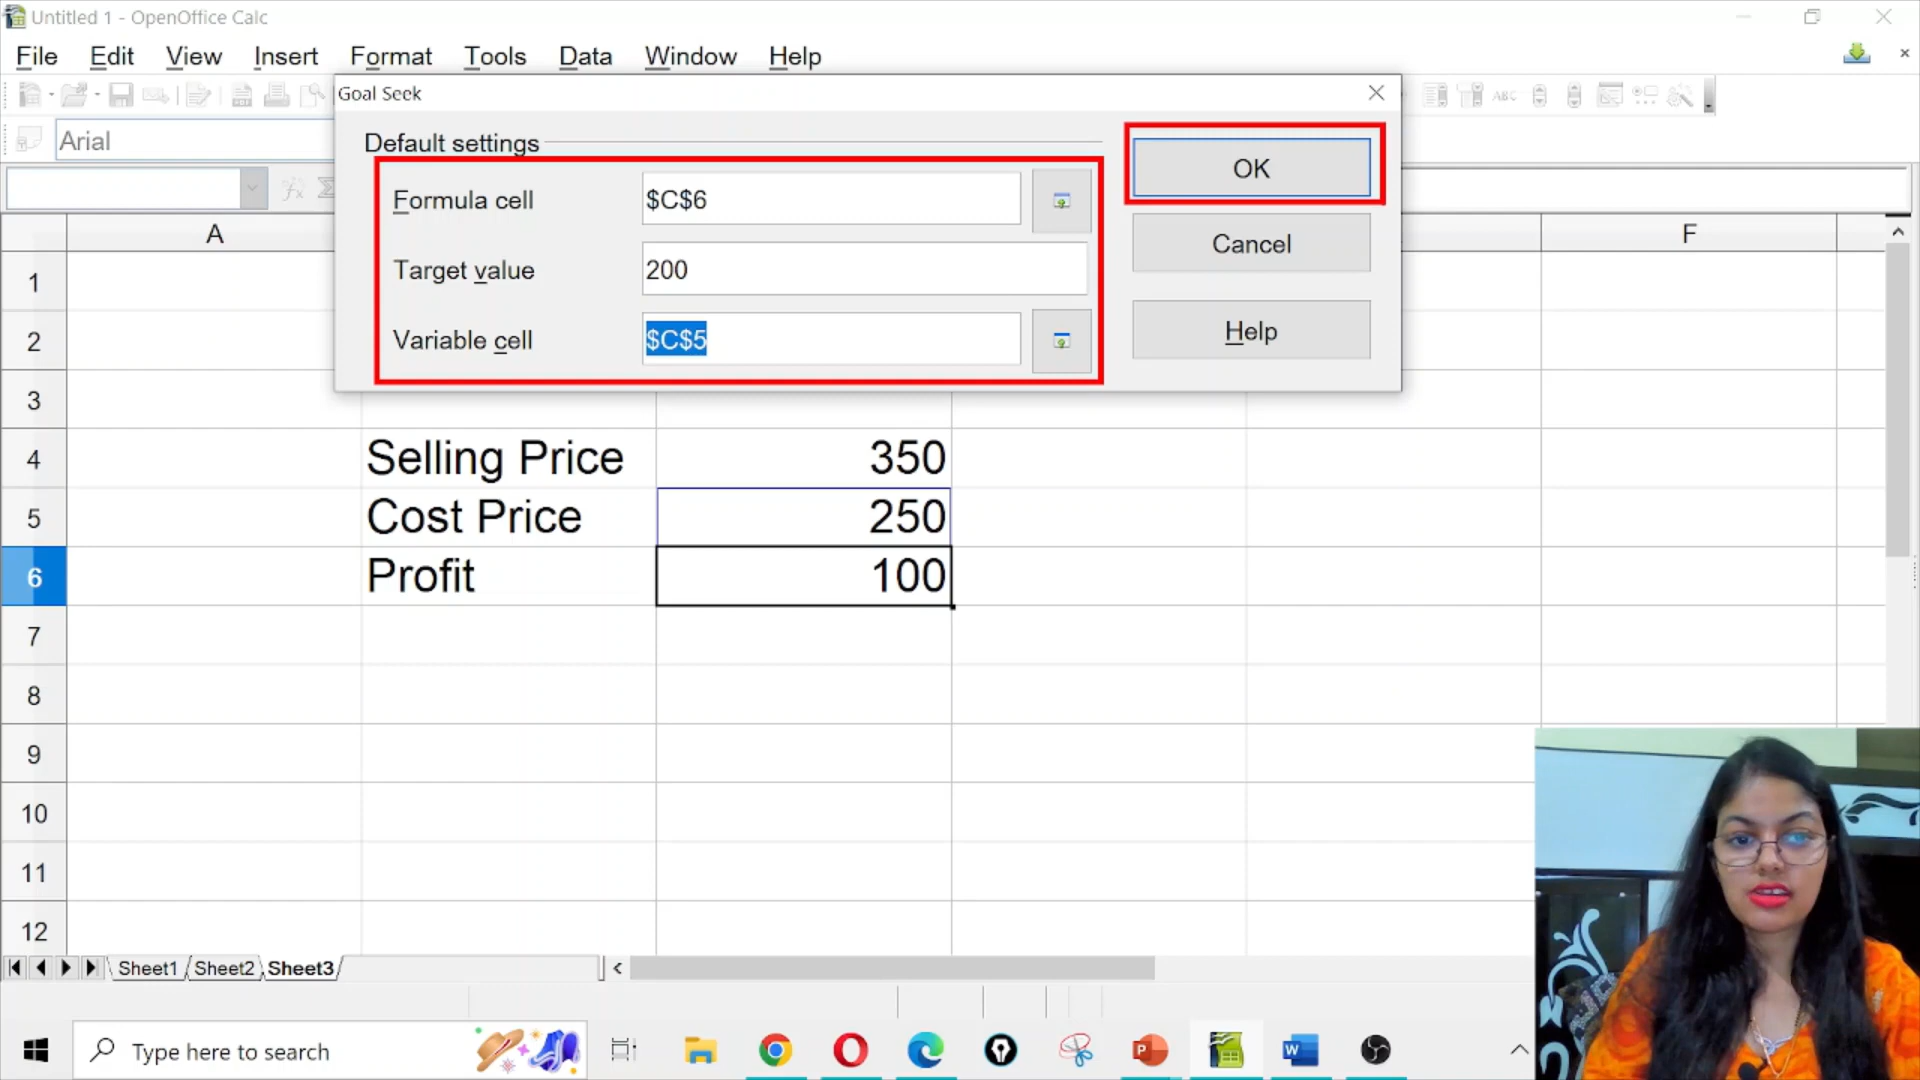 Untitled 1 - OpenOffice Calc
File Edit View Insert Format Tools Data Window Help
Goal Seek
Arial
Default settings
Formula cell $C$6
Target value 200
Variable cell $C$5
OK
Cancel
Help
ABC
A F
1
2
3
4 Selling Price 350
5 Cost Price 250
6 Profit 100
7
8
9
10
11
12
Sheet1 Sheet2 Sheet3
Type here to search